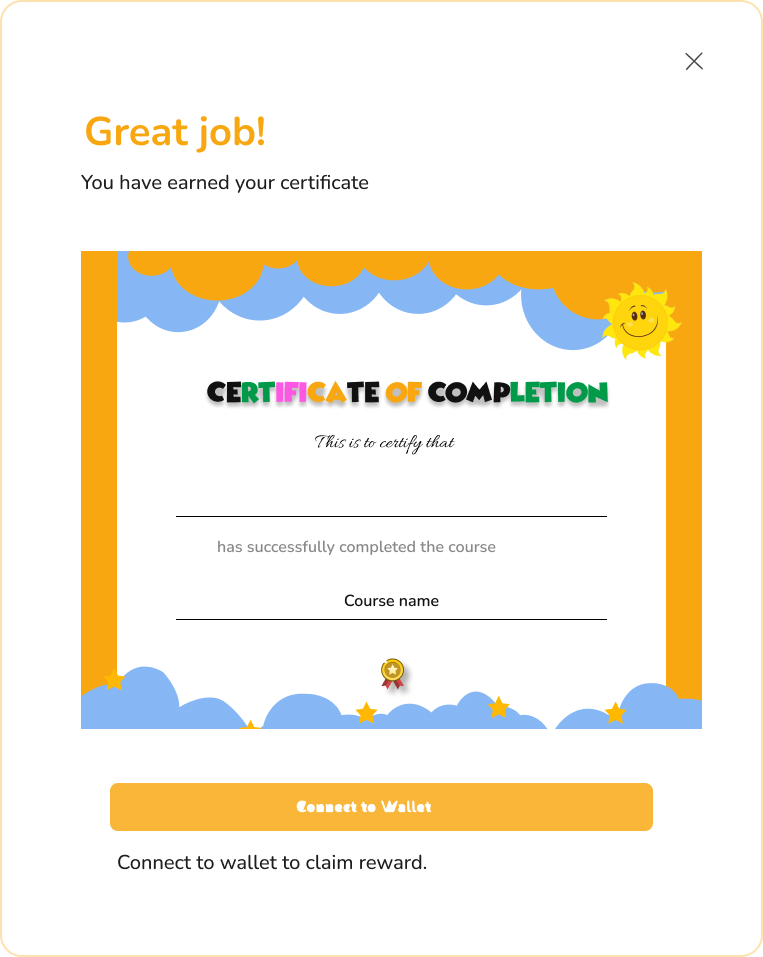 Great job!
You have earned your certificate
CERTIFICATE OF COMPLETION
This is to certify that
has successfully completed the course
Course name
Connect to Wallet
Connect to wallet to claim reward.